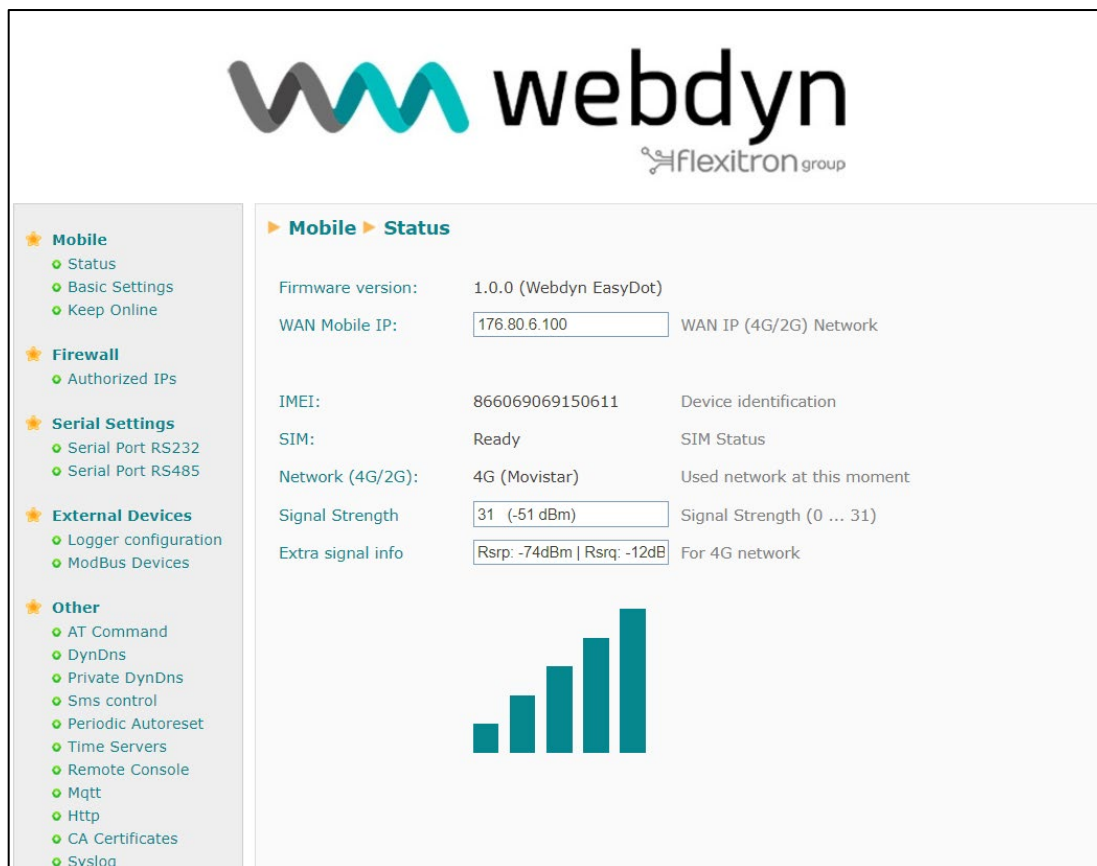 webdyn
flexitron group
Mobile
Status
Basic Settings
Keep Online
Firewall
Authorized IPs
Serial Settings
Serial Port RS232
Serial Port RS485
External Devices
Logger configuration
ModBus Devices
Other
AT Command
DynDns
Private DynDns
Sms control
Periodic Autoreset
Time Servers
Remote Console
Mqtt
Http
CA Certificates
Syslog
Mobile Status
Firmware version: 1.0.0 (Webdyn EasyDot)
WAN Mobile IP: 176.80.6.100 WAN IP (4G/2G) Network
IMEI: 866069069150611 Device identification
SIM: Ready SIM Status
Network (4G/2G): 4G (Movistar) Used network at this moment
Signal Strength 31 (-51 dBm) Signal Strength (0 ... 31)
Extra signal info Rsrp: -74dBm | Rsrq: -12dB For 4G network